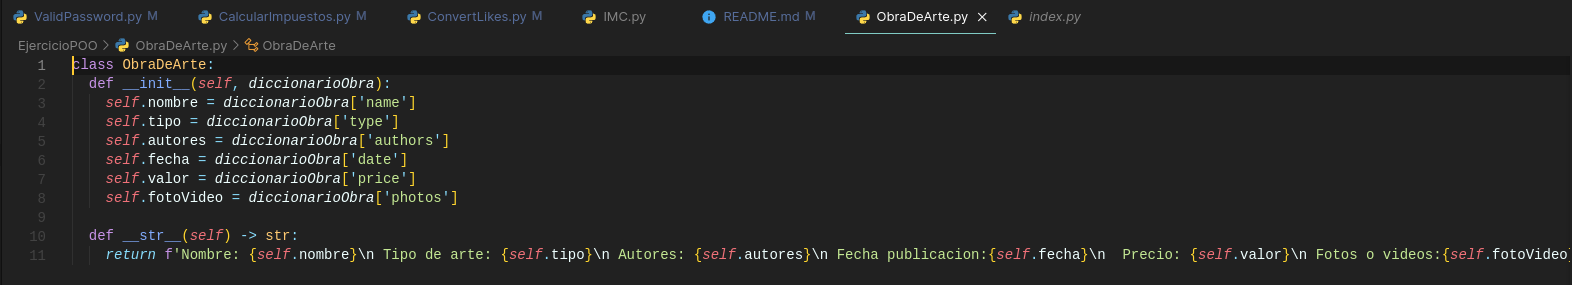 ValidPassword.py M CalcularImpuestos.py M ConvertLikes.py M IMC.py README.md M ObraDeArte.py × index.py
EjercicioPOO > ObraDeArte.py > ObraDeArte
1 class ObraDeArte:
2 def __init__(self, diccionarioObra):
3 self.nombre = diccionarioObra['name']
4 self.tipo = diccionarioObra['type']
5 self.autores = diccionarioObra['authors']
6 self.fecha = diccionarioObra['date']
7 self.valor = diccionarioObra['price']
8 self.fotoVideo = diccionarioObra['photos']
9
10 def __str__(self) -> str:
11 return f'Nombre: {self.nombre}\n Tipo de arte: {self.tipo}\n Autores: {self.autores}\n Fecha publicacion:{self.fecha}\n  Precio: {self.valor}\n Fotos o videos:{self.fotoVideo